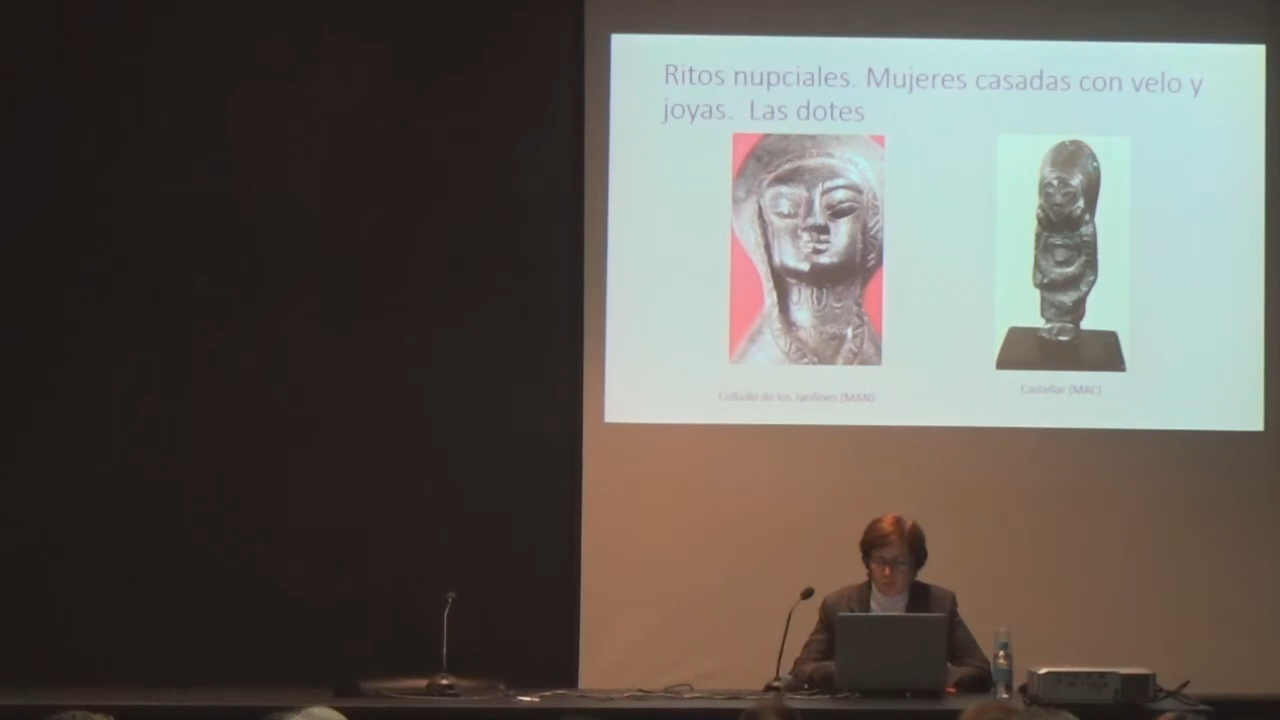 Ritos nupciales. Mujeres casadas con velo y
joyas. Las dotes
Collado de los Jardines (MAN)
Castellar (MAC)